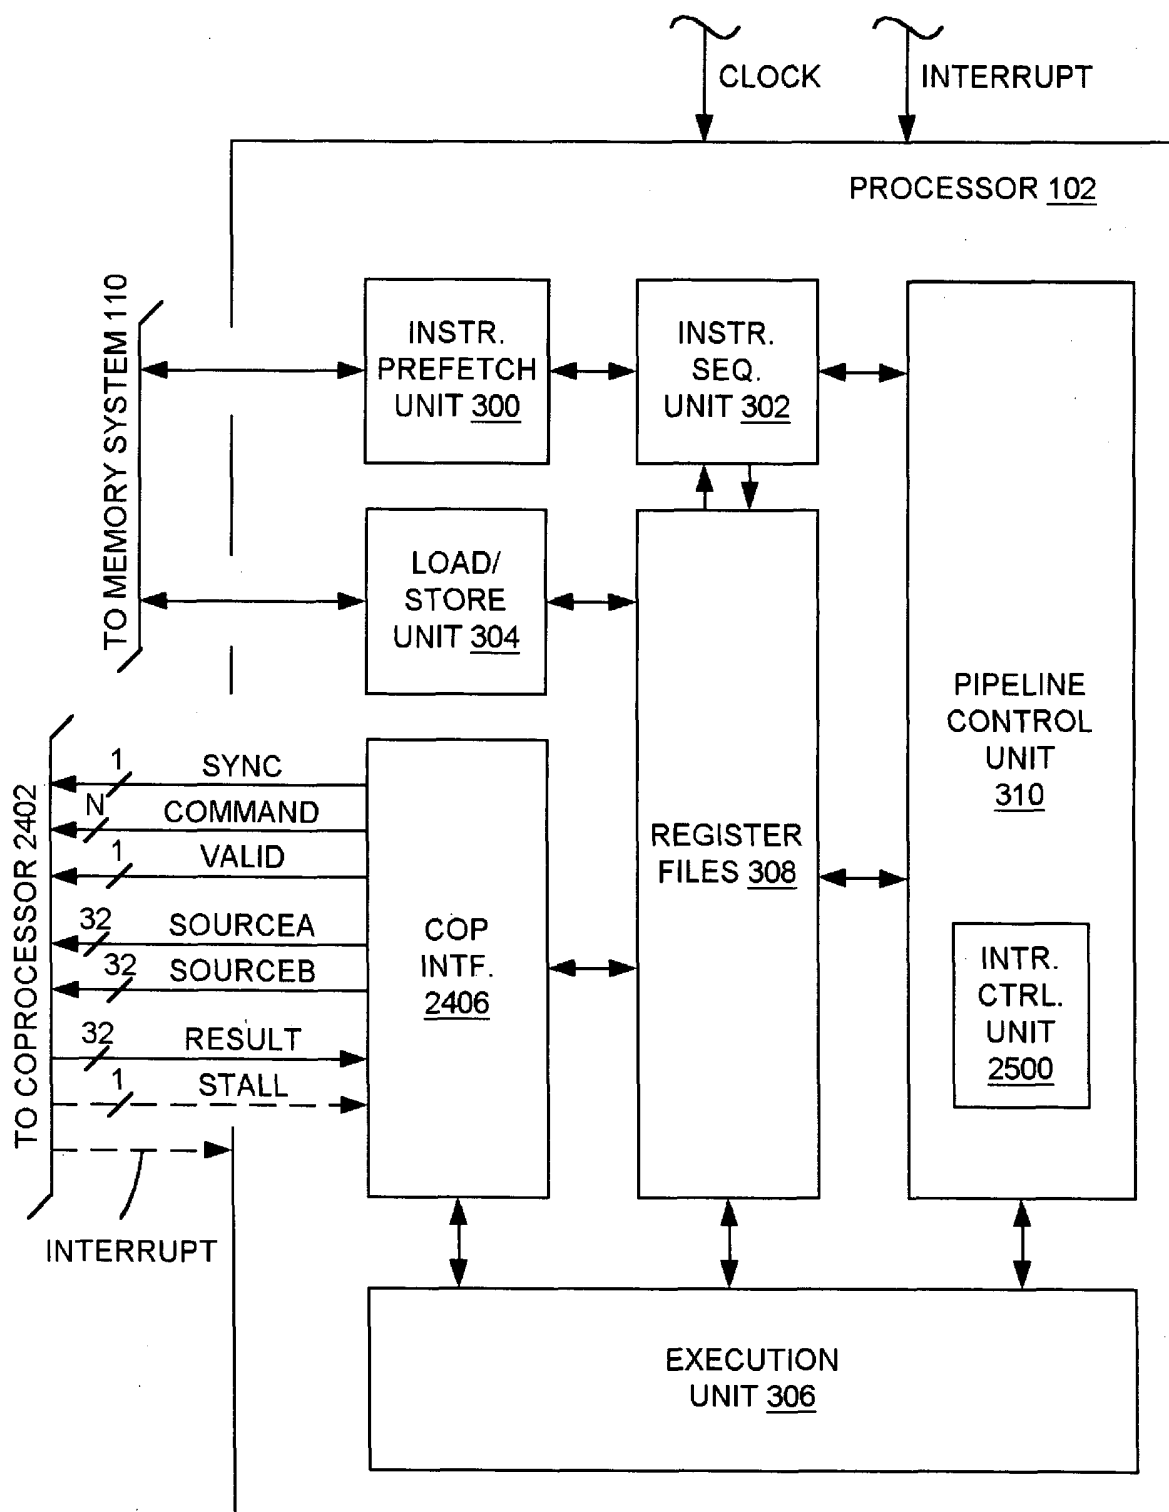 CLOCK
INTERRUPT
PROCESSOR 102
TO MEMORY SYSTEM 110
INSTR.
PREFETCH
UNIT 300
INSTR.
SEQ.
UNIT 302
LOAD/
STORE
UNIT 304
PIPELINE
CONTROL
UNIT
310
TO COPROCESSOR 2402
1 SYNC
N COMMAND
1 VALID
32 SOURCEA
32 SOURCEB
32 RESULT
1 STALL
INTERRUPT
COP
INTF.
2406
REGISTER
FILES 308
INTR.
CTRL.
UNIT
2500
EXECUTION
UNIT 306